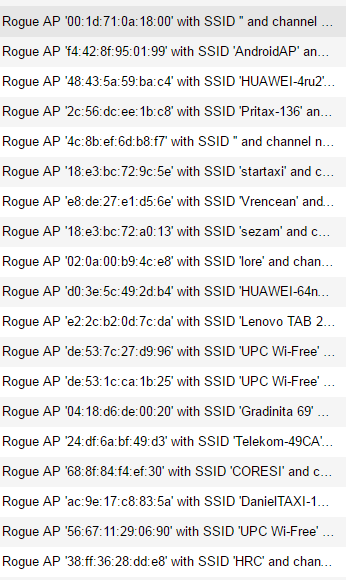 Rogue AP '00:1d:71:0a:18:00' with SSID '' and channel ...
Rogue AP 'f4:42:8f:95:01:99' with SSID 'AndroidAP' an...
Rogue AP '48:43:5a:59:ba:c4' with SSID 'HUAWEI-4ru2'...
Rogue AP '2c:56:dc:ee:1b:c8' with SSID 'Pritax-136' an...
Rogue AP '4c:8b:ef:6d:b8:f7' with SSID '' and channel n...
Rogue AP '18:e3:bc:72:9c:5e' with SSID 'startaxi' and c...
Rogue AP 'e8:de:27:e1:d5:6e' with SSID 'Vrencean' and...
Rogue AP '18:e3:bc:72:a0:13' with SSID 'sezam' and c...
Rogue AP '02:0a:00:b9:4c:e8' with SSID 'lore' and chan...
Rogue AP 'd0:3e:5c:49:2d:b4' with SSID 'HUAWEI-64n...
Rogue AP 'e2:2c:b2:0d:7c:da' with SSID 'Lenovo TAB 2...
Rogue AP 'de:53:7c:27:d9:96' with SSID 'UPC Wi-Free' ...
Rogue AP 'de:53:1c:ca:1b:25' with SSID 'UPC Wi-Free' ...
Rogue AP '04:18:d6:de:00:20' with SSID 'Gradinita 69' ...
Rogue AP '24:df:6a:bf:49:d3' with SSID 'Telekom-49CA'...
Rogue AP '68:8f:84:f4:ef:30' with SSID 'CORESI' and c...
Rogue AP 'ac:9e:17:c8:83:5a' with SSID 'DanielTAXI-1...
Rogue AP '56:67:11:29:06:90' with SSID 'UPC Wi-Free' ...
Rogue AP '38:ff:36:28:dd:e8' with SSID 'HRC' and chan...